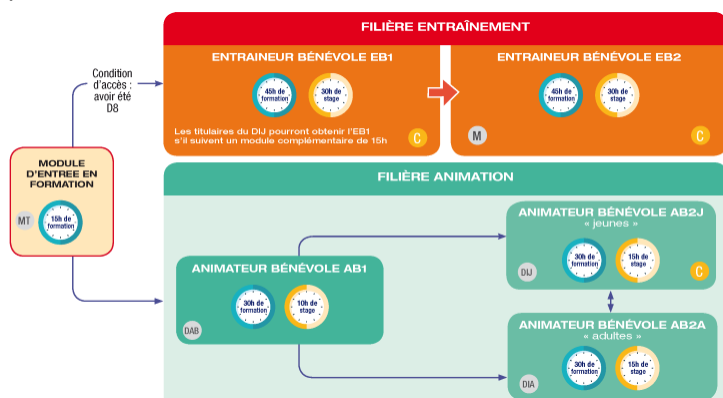 FILIÈRE ENTRAÎNEMENT
ENTRAINEUR BÉNÉVOLE EB1
45h de
formation
30h de
stage
Les titulaires du DIJ pourront obtenir l'EB1
s'il suivent un module complémentaire de 15h
C
ENTRAINEUR BÉNÉVOLE EB2
45h de
formation
30h de
stage
M
C
Condition
d'accès :
avoir été
D8
MODULE
D'ENTREE EN
FORMATION
MT
15h de
formation
FILIÈRE ANIMATION
ANIMATEUR BÉNÉVOLE AB1
30h de
formation
10h de
stage
DAB
ANIMATEUR BÉNÉVOLE AB2J
« jeunes »
30h de
formation
15h de
stage
DIJ
C
ANIMATEUR BÉNÉVOLE AB2A
« adultes »
30h de
formation
15h de
stage
DIA